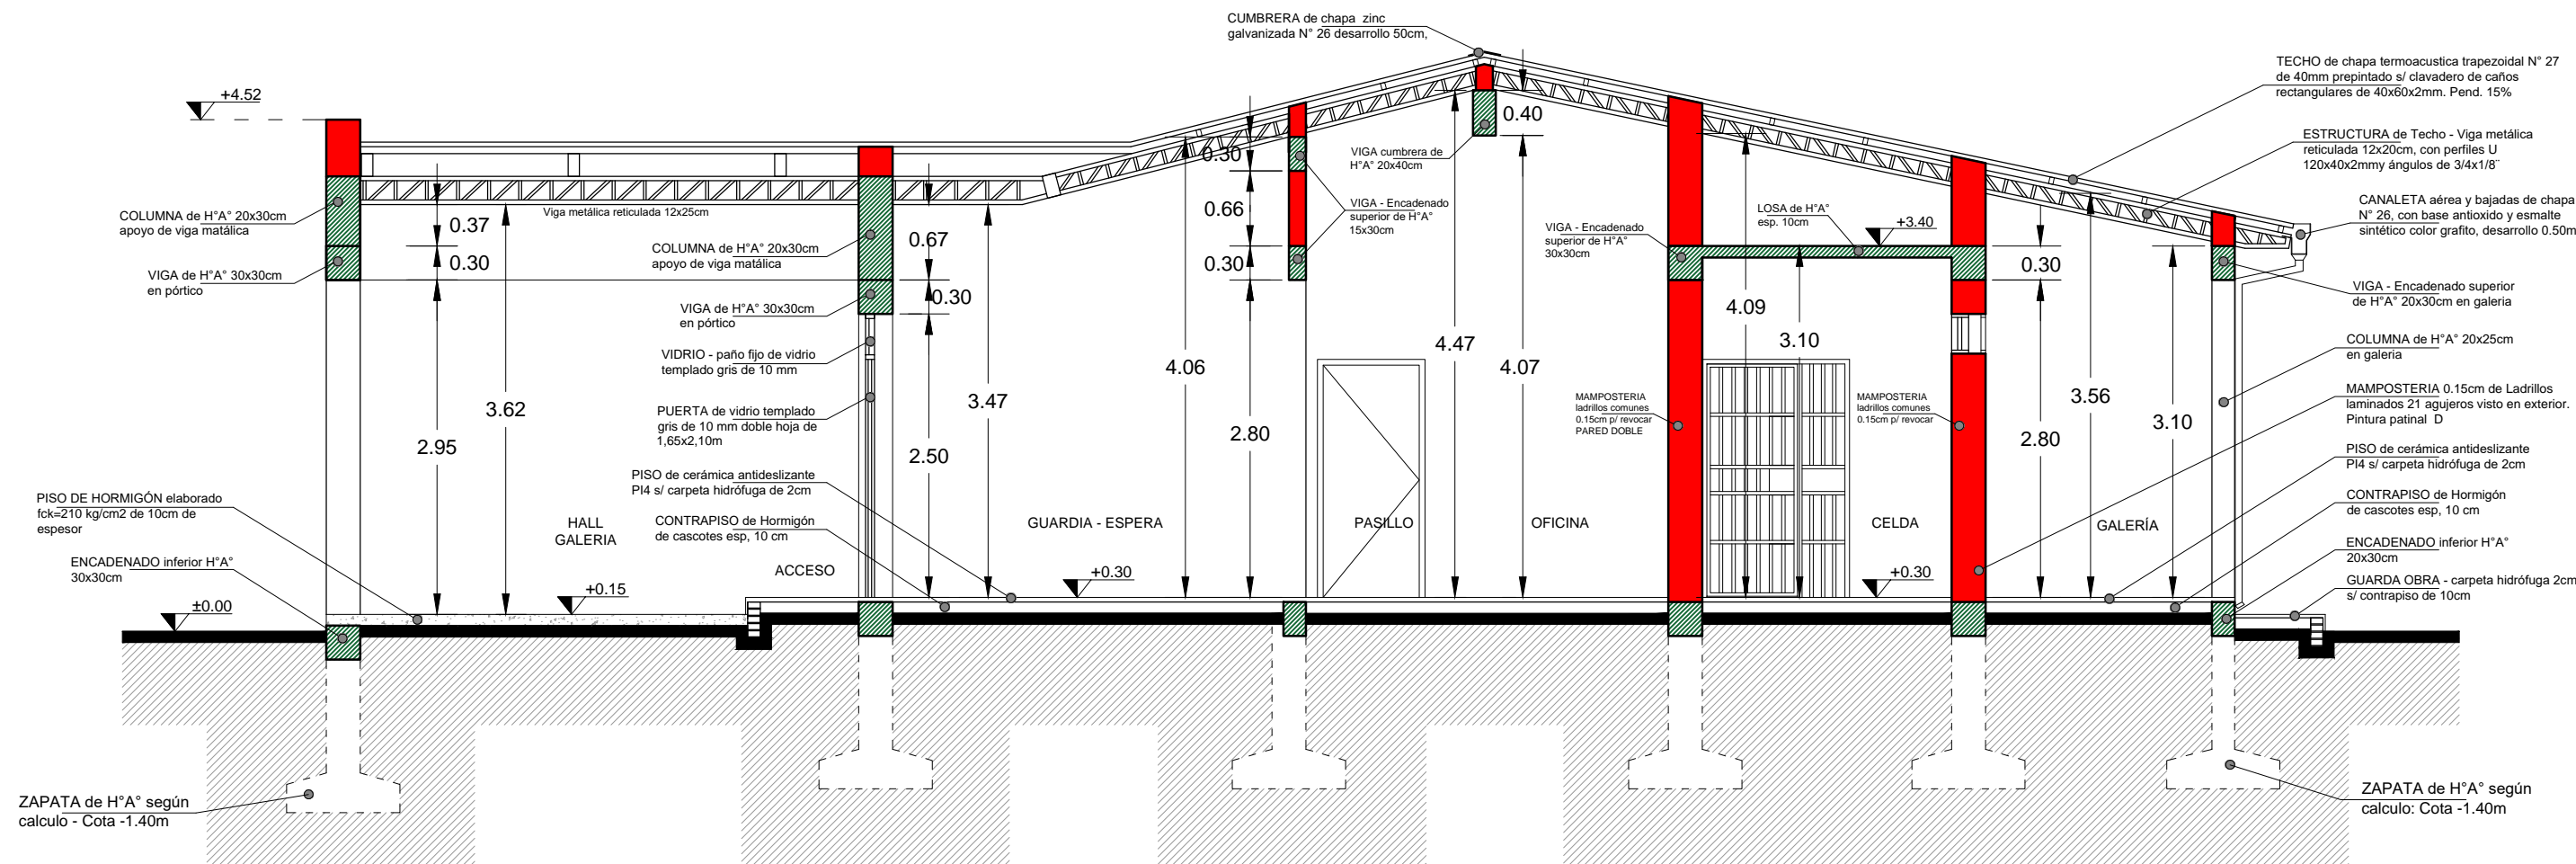 CUMBRERA de chapa zinc
galvanizada N° 26 desarrollo 50cm,
TECHO de chapa termoacustica trapezoidal N° 27
de 40mm prepintado s/ clavadero de caños
rectangulares de 40x60x2mm. Pend. 15%
ESTRUCTURA de Techo - Viga metálica
reticulada 12x20cm, con perfiles U
120x40x2mmy ángulos de 3/4x1/8¨
CANALETA aérea y bajadas de chapa
N° 26, con base antioxido y esmalte
sintético color grafito, desarrollo 0.50m
VIGA - Encadenado superior
de H°A° 20x30cm en galeria
COLUMNA de H°A° 20x25cm
en galeria
MAMPOSTERIA 0.15cm de Ladrillos
laminados 21 agujeros visto en exterior.
Pintura patinal D
PISO de cerámica antideslizante
PI4 s/ carpeta hidrófuga de 2cm
CONTRAPISO de Hormigón
de cascotes esp, 10 cm
ENCADENADO inferior H°A°
20x30cm
GUARDA OBRA - carpeta hidrófuga 2cm
s/ contrapiso de 10cm
ZAPATA de H°A° según
calculo: Cota -1.40m
+4.52
COLUMNA de H°A° 20x30cm
apoyo de viga matálica
VIGA de H°A° 30x30cm
en pórtico
PISO DE HORMIGÓN elaborado
fck=210 kg/cm2 de 10cm de
espesor
ENCADENADO inferior H°A°
30x30cm
±0.00
ZAPATA de H°A° según
calculo - Cota -1.40m
0.37
0.30
2.95
3.62
Viga metálica reticulada 12x25cm
HALL
GALERIA
+0.15
COLUMNA de H°A° 20x30cm
apoyo de viga matálica
VIGA de H°A° 30x30cm
en pórtico
VIDRIO - paño fijo de vidrio
templado gris de 10 mm
PUERTA de vidrio templado
gris de 10 mm doble hoja de
1,65x2,10m
PISO de cerámica antideslizante
PI4 s/ carpeta hidrófuga de 2cm
CONTRAPISO de Hormigón
de cascotes esp, 10 cm
ACCESO
0.67
0.30
2.50
3.47
GUARDIA - ESPERA
+0.30
4.06
0.30
0.66
0.30
2.80
VIGA cumbrera de
H°A° 20x40cm
VIGA - Encadenado
superior de H°A°
15x30cm
PASILLO
4.47
0.40
4.07
OFICINA
VIGA - Encadenado
superior de H°A°
30x30cm
MAMPOSTERIA
ladrillos comunes
0.15cm p/ revocar
PARED DOBLE
LOSA de H°A°
esp. 10cm
+3.40
4.09
3.10
MAMPOSTERIA
ladrillos comunes
0.15cm p/ revocar
CELDA
+0.30
0.30
2.80
3.56
3.10
GALERÍA